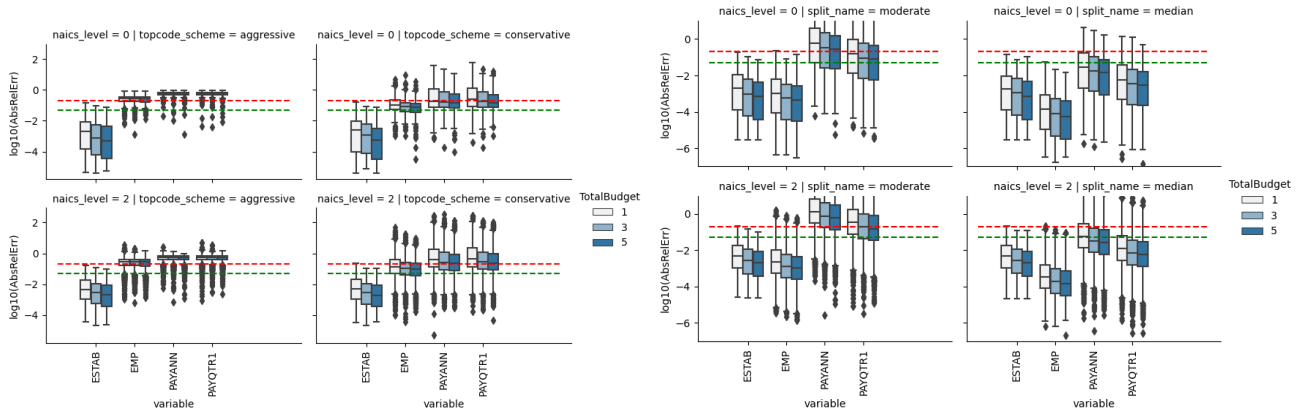 naics_level = 0 | topcode_scheme = aggressive
naics_level = 0 | topcode_scheme = conservative
log10(AbsRelErr)
2
0
−2
−4
naics_level = 2 | topcode_scheme = aggressive
naics_level = 2 | topcode_scheme = conservative
log10(AbsRelErr)
2
0
−2
−4
ESTAB
EMP
PAYANN
PAYQTR1
variable
ESTAB
EMP
PAYANN
PAYQTR1
variable
TotalBudget
1
3
5
naics_level = 0 | split_name = moderate
naics_level = 0 | split_name = median
log10(AbsRelErr)
0
−2
−4
−6
naics_level = 2 | split_name = moderate
naics_level = 2 | split_name = median
log10(AbsRelErr)
0
−2
−4
−6
ESTAB
EMP
PAYANN
PAYQTR1
variable
ESTAB
EMP
PAYANN
PAYQTR1
variable
TotalBudget
1
3
5